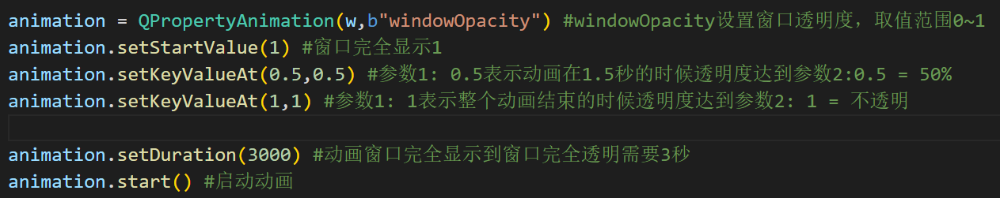 animation = QPropertyAnimation(w,b"windowOpacity") #windowOpacity设置窗口透明度，取值范围0~1
animation.setStartValue(1) #窗口完全显示1
animation.setKeyValueAt(0.5,0.5) #参数1: 0.5表示动画在1.5秒的时候透明度达到参数2:0.5 = 50%
animation.setKeyValueAt(1,1) #参数1: 1表示整个动画结束的时候透明度达到参数2: 1 = 不透明
animation.setDuration(3000) #动画窗口完全显示到窗口完全透明需要3秒
animation.start() #启动动画